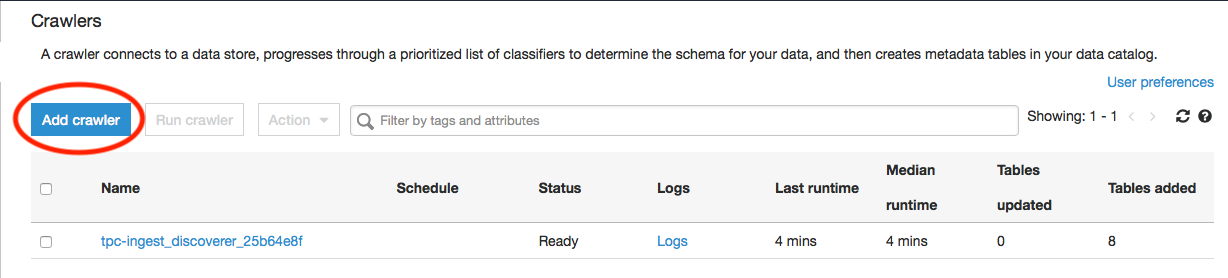 Crawlers
A crawler connects to a data store, progresses through a prioritized list of classifiers to determine the schema for your data, and then creates metadata tables in your data catalog.
User preferences
Add crawler Run crawler Action Filter by tags and attributes Showing: 1 - 1
Name Schedule Status Logs Last runtime Median runtime Tables updated Tables added
tpc-ingest_discoverer_25b64e8f Ready Logs 4 mins 4 mins 0 8